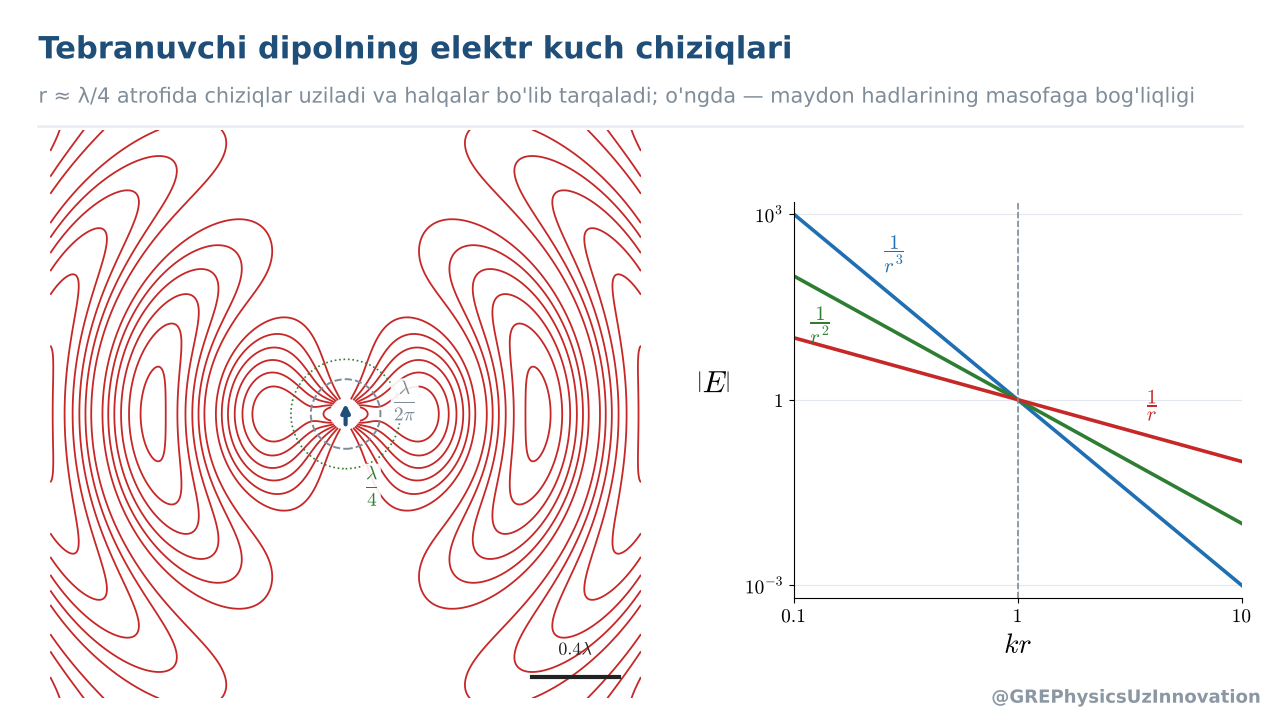 Tebranuvchi dipolning elektr kuch chiziqlari
r ≈ λ/4 atrofida chiziqlar uziladi va halqalar bo'lib tarqaladi; o'ngda — maydon hadlarining masofaga bog'liqligi
λ/2π
λ/4
0.4λ
10³
1
10⁻³
|E|
1/r³
1/r²
1/r
0.1
1
10
kr
@GREPhysicsUzInnovation